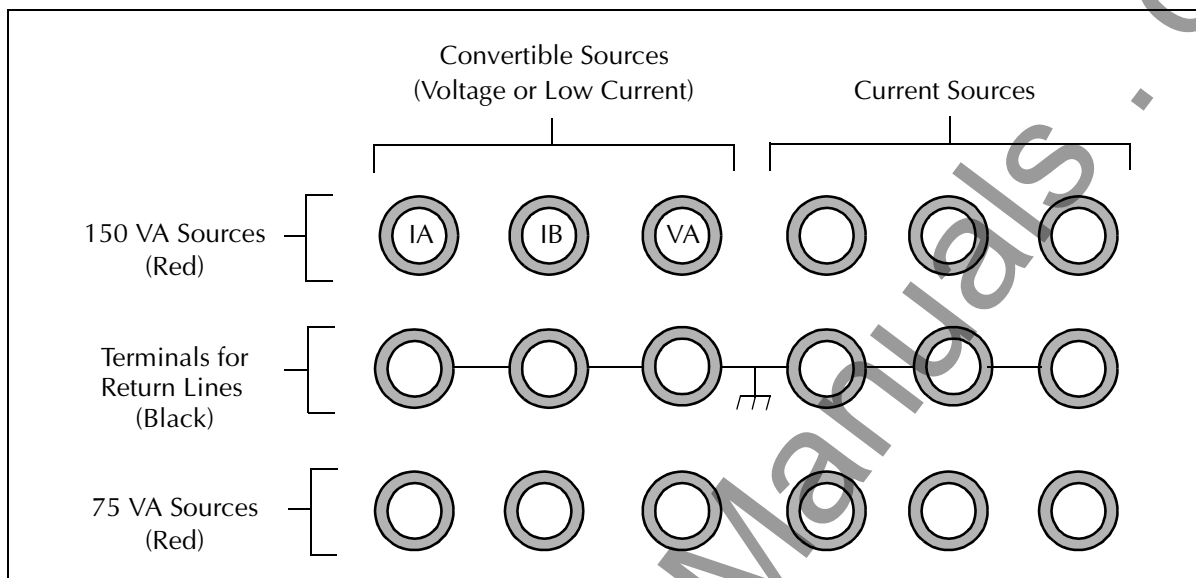 Convertible Sources
(Voltage or Low Current)
Current Sources
150 VA Sources
(Red)
IA
IB
VA
Terminals for
Return Lines
(Black)
75 VA Sources
(Red)
Manuals .